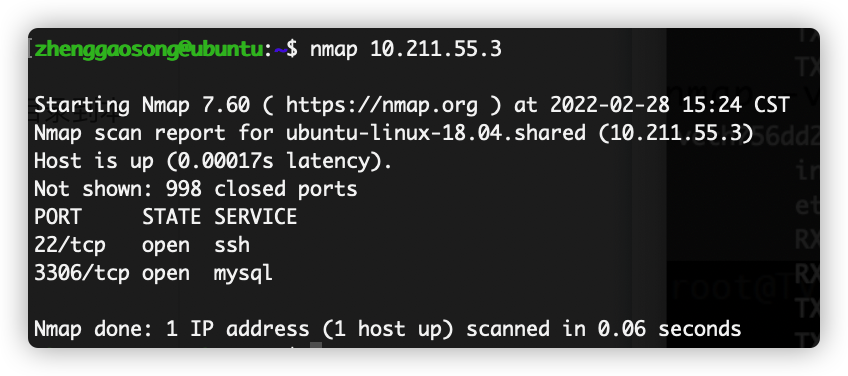 [zhenggaosong@ubuntu:~$ nmap 10.211.55.3
Starting Nmap 7.60 ( https://nmap.org ) at 2022-02-28 15:24 CST
Nmap scan report for ubuntu-linux-18.04.shared (10.211.55.3)
Host is up (0.00017s latency).
Not shown: 998 closed ports
PORT     STATE SERVICE
22/tcp   open  ssh
3306/tcp open  mysql
Nmap done: 1 IP address (1 host up) scanned in 0.06 seconds